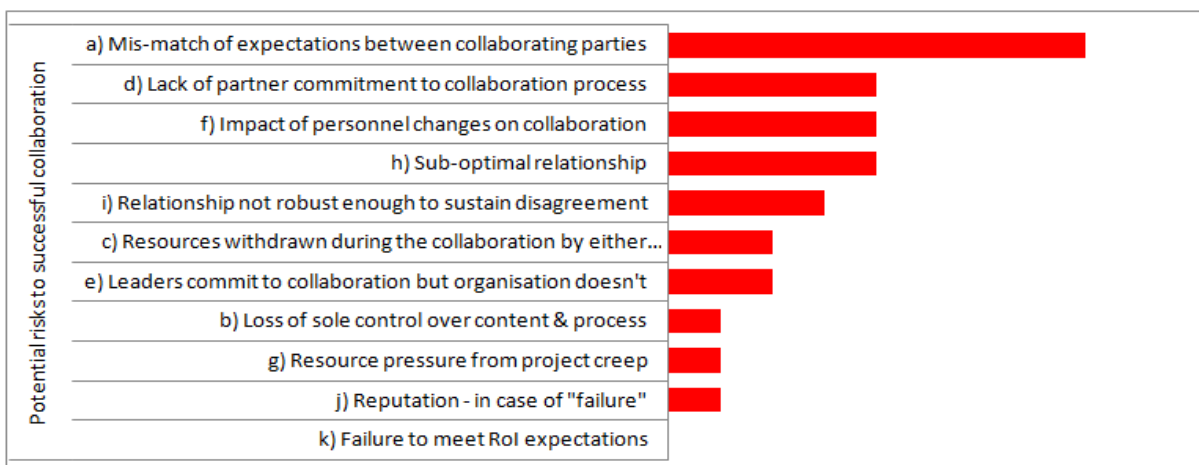 Potential risksto successful collaboration
a) Mis-match of expectations between collaborating parties
d) Lack of partner commitment to collaboration process
f) Impact of personnel changes on collaboration
h) Sub-optimal relationship
i) Relationship not robust enough to sustain disagreement
c) Resources withdrawn during the collaboration by either...
e) Leaders commit to collaboration but organisation doesn't
b) Loss of sole control over content & process
g) Resource pressure from project creep
j) Reputation - in case of "failure"
k) Failure to meet RoI expectations